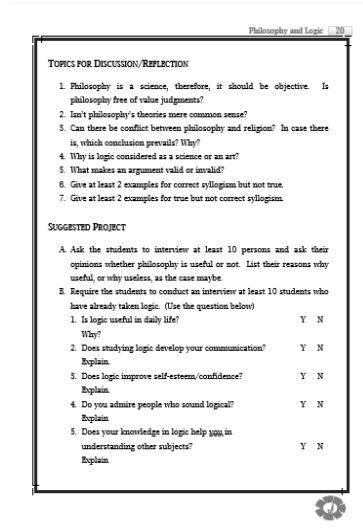 Philosophy and Logic 20
TOPICS FOR DISCUSSION/REFLECTION
1. Philosophy is a science, therefore, it should be objective. Is
philosophy free of value judgments?
2. Isn't philosophy's theories mere common sense?
3. Can there be conflict between philosophy and religion? In case there
is, which conclusion prevails? Why?
4. Why is logic considered as a science or an art?
5. What makes an argument valid or invalid?
6. Give at least 2 examples for correct syllogism but not true.
7. Give at least 2 examples for true but not correct syllogism.
SUGGESTED PROJECT
A. Ask the students to interview at least 10 persons and ask their
opinions whether philosophy is useful or not. List their reasons why
useful, or why useless, as the case maybe.
B. Require the students to conduct an interview at least 10 students who
have already taken logic. (Use the question below)
1. Is logic useful in daily life? Y N
Why?
2. Does studying logic develop your communication? Y N
Explain.
3. Does logic improve self-esteem/confidence? Y N
Explain.
4. Do you admire people who sound logical? Y N
Explain
5. Does your knowledge in logic help you in
understanding other subjects? Y N
Explain